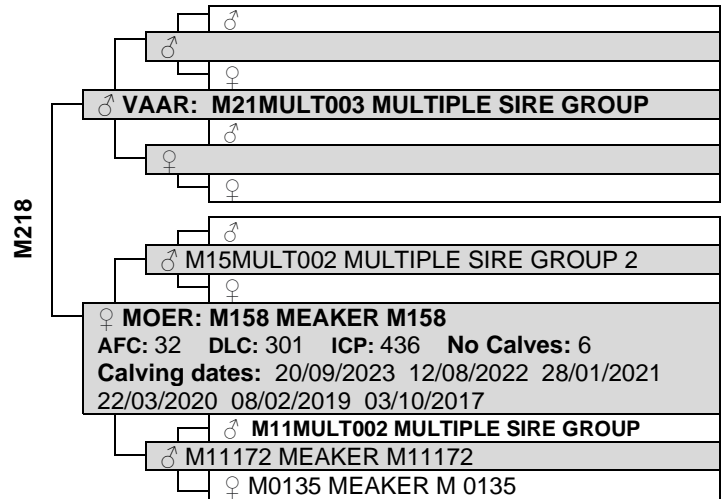 ♂
♂
♀
♂ VAAR: M21MULT003 MULTIPLE SIRE GROUP
♂
♀
♀
M218
♂
♂ M15MULT002 MULTIPLE SIRE GROUP 2
♀
♀ MOER: M158 MEAKER M158
AFC: 32 DLC: 301 ICP: 436 No Calves: 6
Calving dates: 20/09/2023 12/08/2022 28/01/2021
22/03/2020 08/02/2019 03/10/2017
♂ M11MULT002 MULTIPLE SIRE GROUP
♂ M11172 MEAKER M11172
♀ M0135 MEAKER M 0135